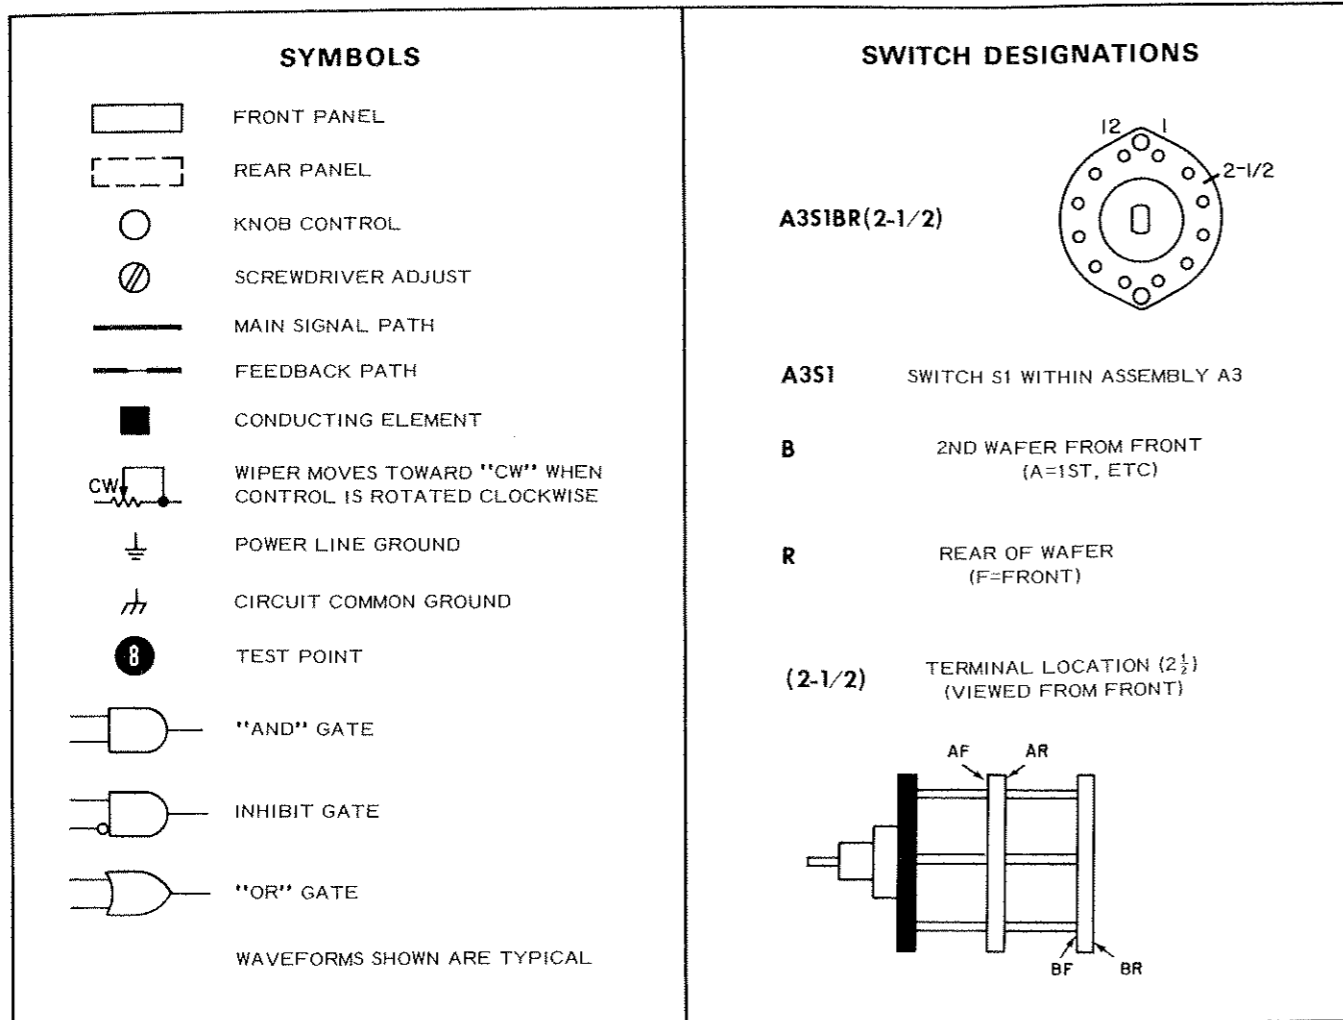 SYMBOLS
FRONT PANEL
REAR PANEL
KNOB CONTROL
SCREWDRIVER ADJUST
MAIN SIGNAL PATH
FEEDBACK PATH
CONDUCTING ELEMENT
CW
WIPER MOVES TOWARD "CW" WHEN
CONTROL IS ROTATED CLOCKWISE
POWER LINE GROUND
CIRCUIT COMMON GROUND
8
TEST POINT
"AND" GATE
INHIBIT GATE
"OR" GATE
WAVEFORMS SHOWN ARE TYPICAL
SWITCH DESIGNATIONS
12 1
2-1/2
A3S1BR(2-1/2)
A3S1 SWITCH S1 WITHIN ASSEMBLY A3
B 2ND WAFER FROM FRONT
(A=1ST, ETC)
R REAR OF WAFER
(F=FRONT)
(2-1/2) TERMINAL LOCATION (2½)
(VIEWED FROM FRONT)
AF AR
BF BR